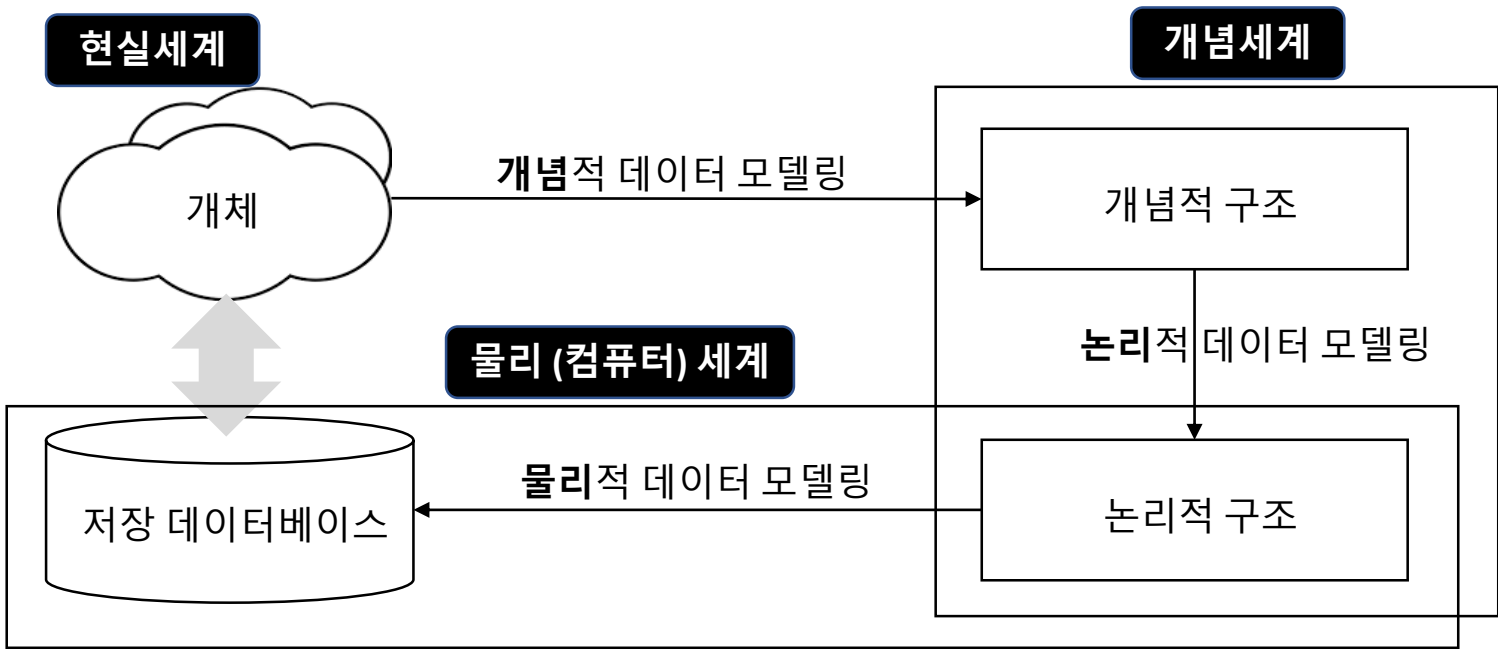 현실세계
개념세계
개념적 데이터 모델링
개체
개념적 구조
물리 (컴퓨터) 세계
논리적 데이터 모델링
물리적 데이터 모델링
저장 데이터베이스
논리적 구조